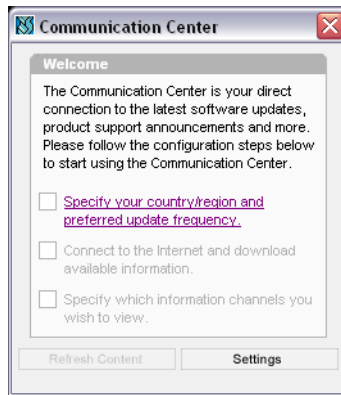 Communication Center
Welcome
The Communication Center is your direct
connection to the latest software updates,
product support announcements and more.
Please follow the configuration steps below
to start using the Communication Center.
Specify your country/region and
preferred update frequency.
Connect to the Internet and download
available information.
Specify which information channels you
wish to view.
Refresh Content
Settings